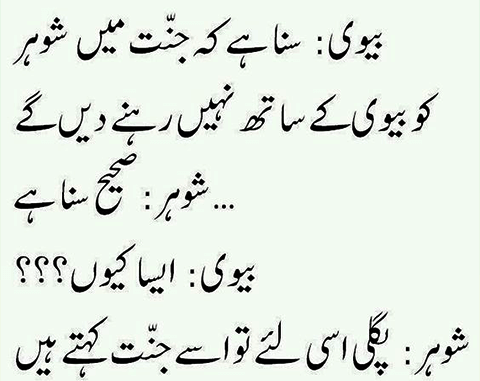 بیوی: سنا ہے کہ جنّت میں شوہر
کو بیوی کے ساتھ نہیں رہنے دیں گے
شوہر: صحیح سنا ہے...
بیوی: ایسا کیوں؟؟؟
شوہر: پگلی اسی لئے تو اسے جنّت کہتے ہیں